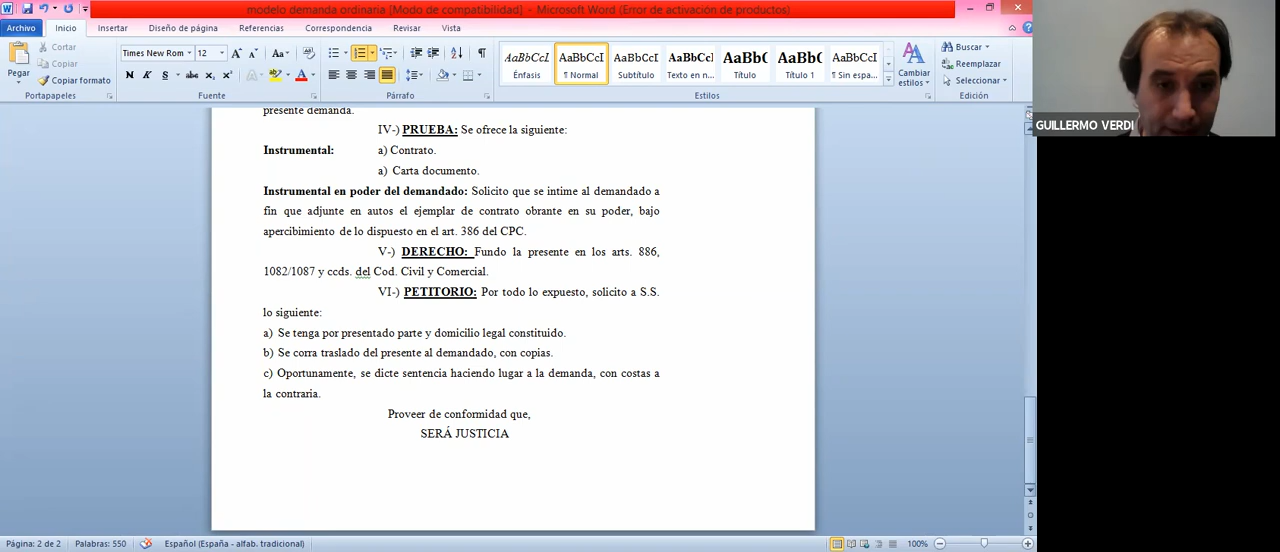 modelo demanda ordinaria [Modo de compatibilidad] - Microsoft Word (Error de activación de productos)
Archivo Inicio Insertar Diseño de página Referencias Correspondencia Revisar Vista
Cortar
Copiar
Copiar formato
Pegar
Portapapeles
Times New Rom 12
N K S abc x₂ x²
Fuente
Párrafo
AaBbCcL AaBbCcI AaBbCcI AaBbCcI AaBb( AaBb( AaBbCcI
Énfasis ¶ Normal Subtítulo Texto en n... Título Título 1 ¶ Sin espa...
Cambiar estilos
Estilos
Buscar
Reemplazar
Seleccionar
Edición
GUILLERMO VERDI
presente demanda.
IV-) PRUEBA: Se ofrece la siguiente:
Instrumental: a) Contrato.
a) Carta documento.
Instrumental en poder del demandado: Solicito que se intime al demandado a
fin que adjunte en autos el ejemplar de contrato obrante en su poder, bajo
apercibimiento de lo dispuesto en el art. 386 del CPC.
V-) DERECHO: Fundo la presente en los arts. 886,
1082/1087 y ccds. del Cod. Civil y Comercial.
VI-) PETITORIO: Por todo lo expuesto, solicito a S.S.
lo siguiente:
a) Se tenga por presentado parte y domicilio legal constituido.
b) Se corra traslado del presente al demandado, con copias.
c) Oportunamente, se dicte sentencia haciendo lugar a la demanda, con costas a
la contraria.
Proveer de conformidad que,
SERÁ JUSTICIA
Página: 2 de 2 Palabras: 550 Español (España - alfab. tradicional) 100%